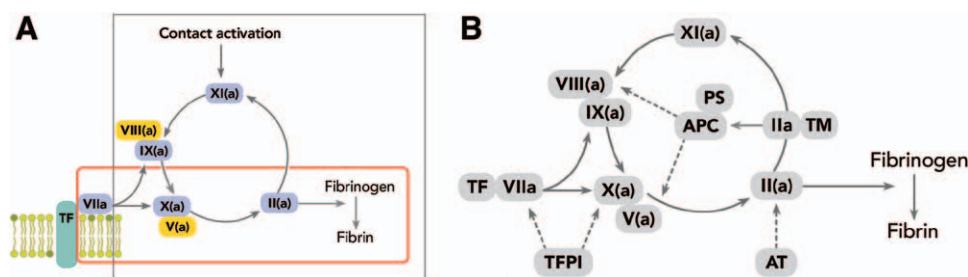 A
Contact activation
XI(a)
VIII(a)
IX(a)
TF
VIIa
X(a)
V(a)
II(a)
Fibrinogen
Fibrin
B
XI(a)
VIII(a)
IX(a)
PS
APC
IIa
TM
TF
VIIa
X(a)
V(a)
II(a)
Fibrinogen
Fibrin
TFPI
AT